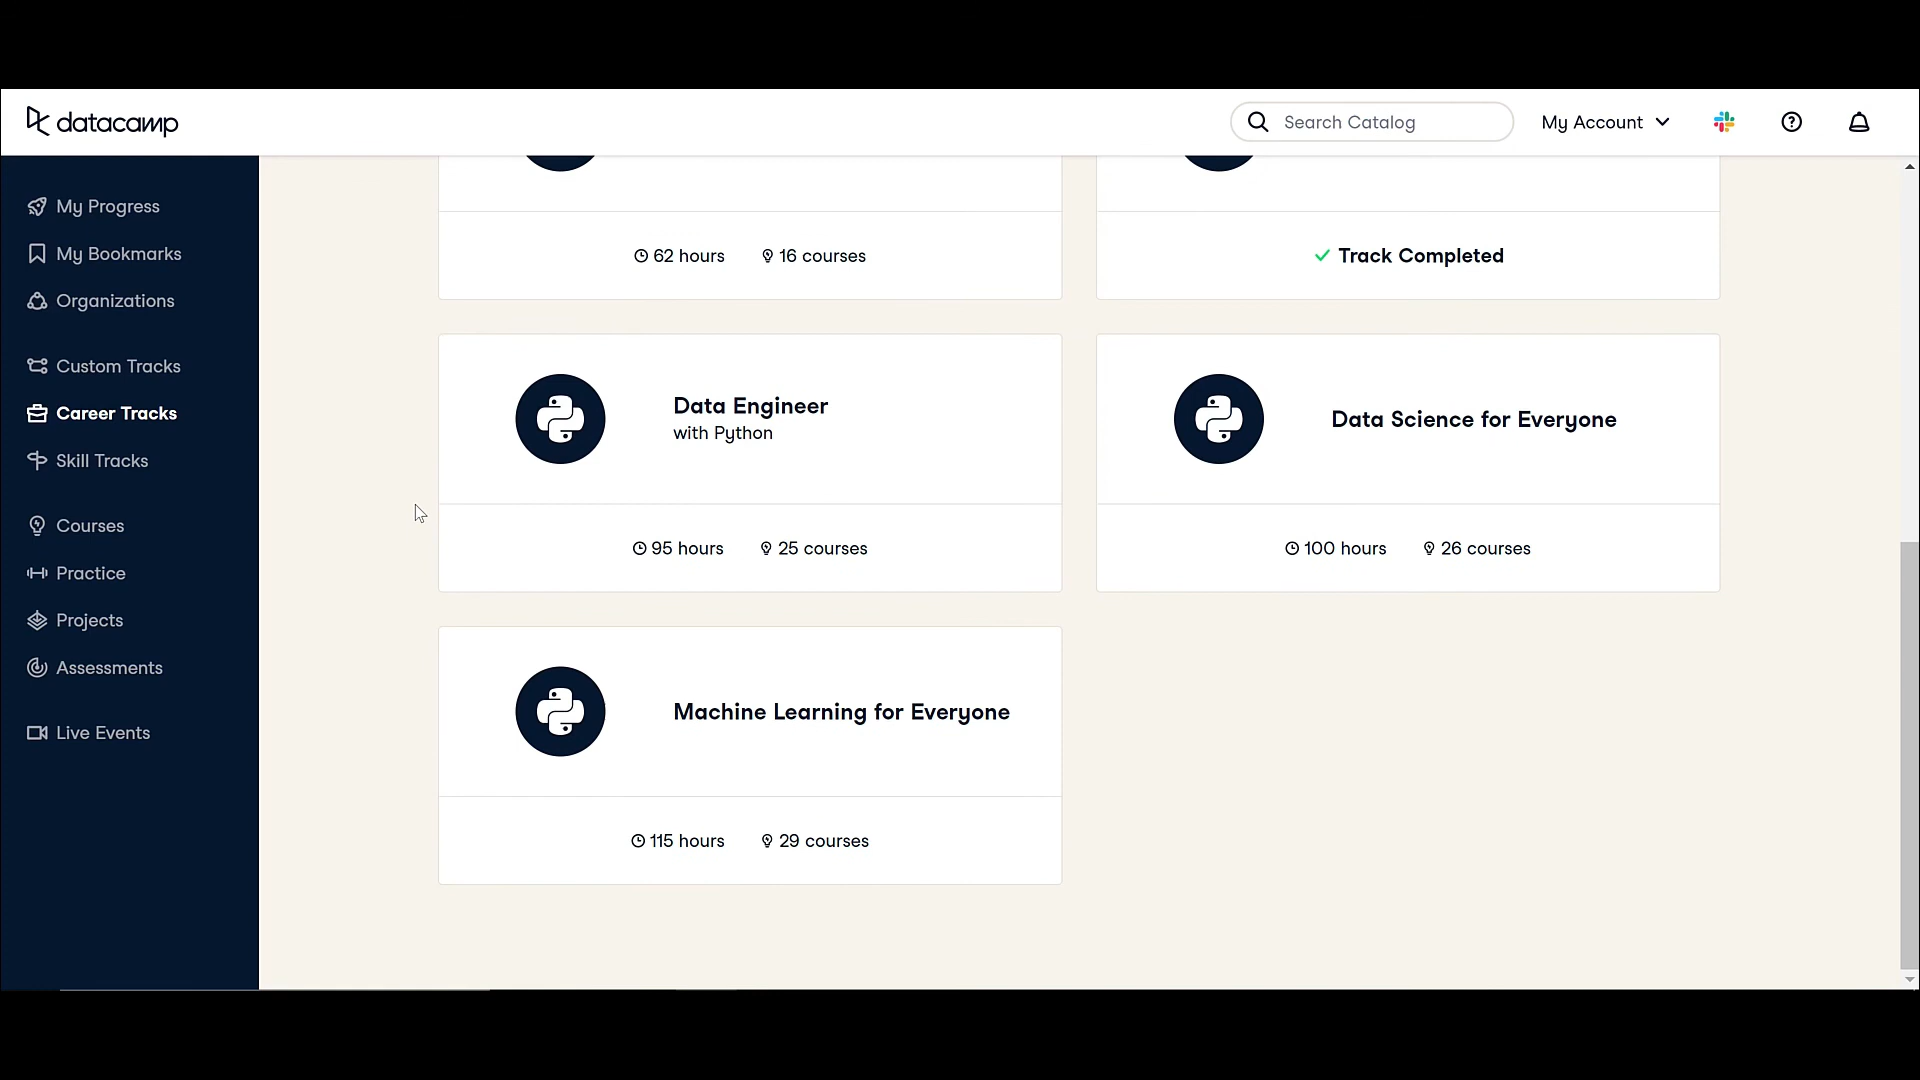 datacamp
Search Catalog
My Account
My Progress
My Bookmarks
Organizations
Custom Tracks
Career Tracks
Skill Tracks
Courses
Practice
Projects
Assessments
Live Events
62 hours 16 courses
Track Completed
Data Engineer
with Python
95 hours 25 courses
Data Science for Everyone
100 hours 26 courses
Machine Learning for Everyone
115 hours 29 courses